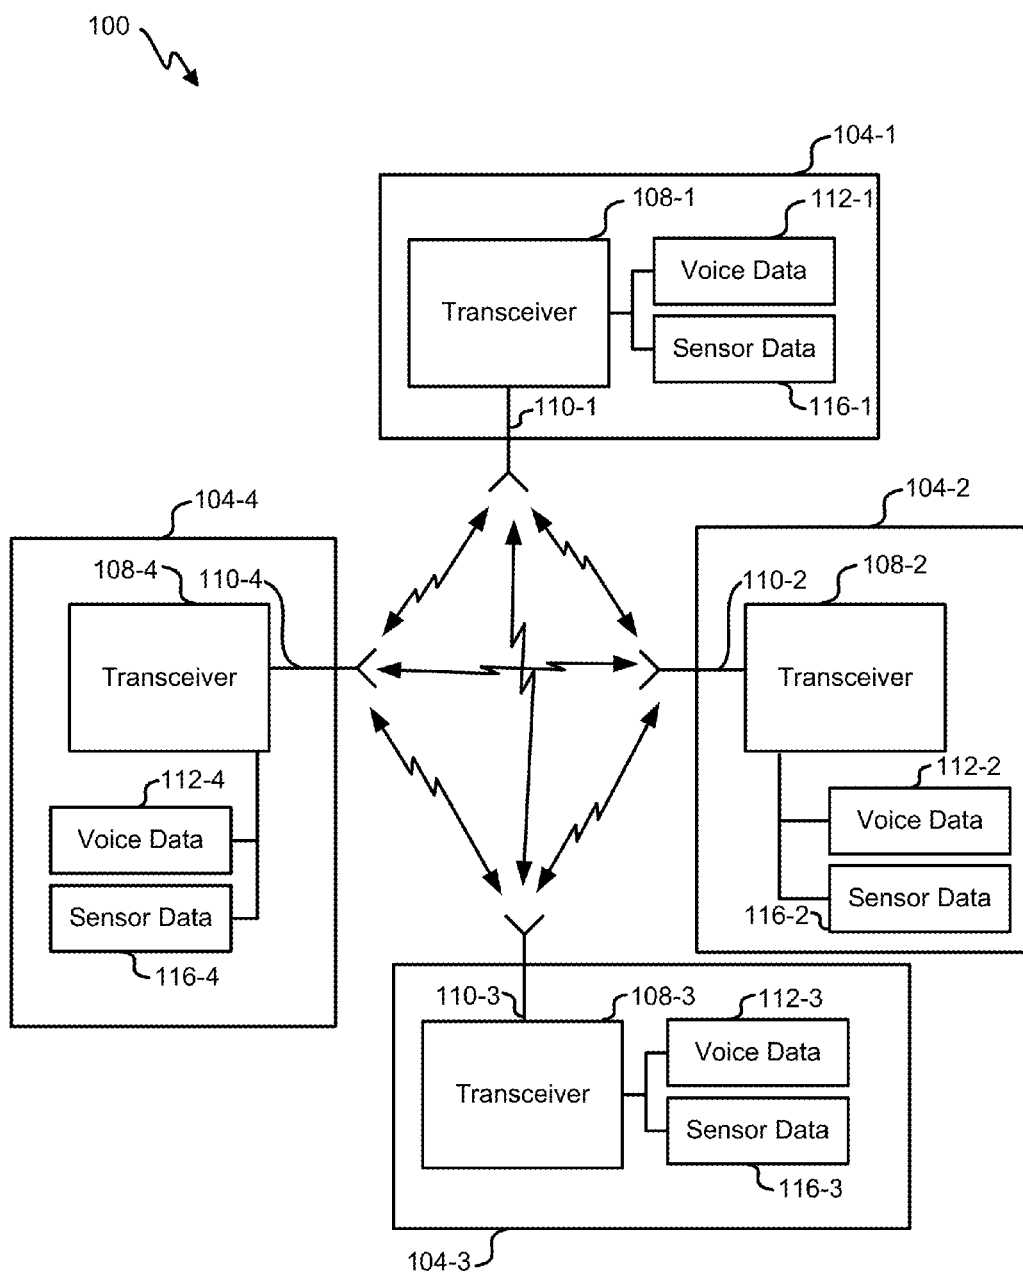 100
104-1
108-1
112-1
Transceiver
Voice Data
Sensor Data
110-1
116-1
104-4
108-4
110-4
Transceiver
112-4
Voice Data
Sensor Data
116-4
104-2
110-2
108-2
Transceiver
112-2
Voice Data
Sensor Data
116-2
110-3
108-3
112-3
Transceiver
Voice Data
Sensor Data
116-3
104-3